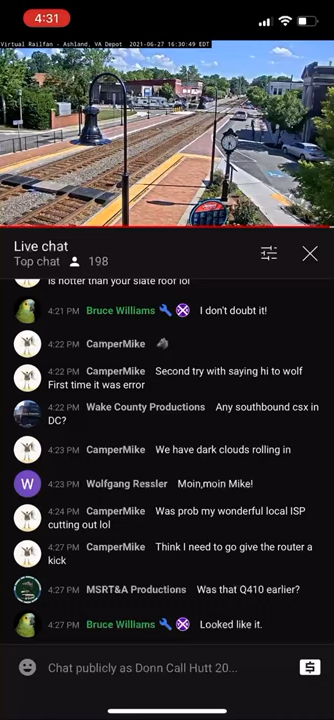 4:31
Virtual Railfan - Ashland, VA Depot 2021-06-27 16:30:49 EDT
Live chat
Top chat 198
is hotter than your slate roof lol
4:21 PM Bruce Williams I don't doubt it!
4:22 PM CamperMike
4:22 PM CamperMike Second try with saying hi to wolf
First time it was error
4:22 PM Wake County Productions Any southbound csx in
DC?
4:23 PM CamperMike We have dark clouds rolling in
W
4:23 PM Wolfgang Ressler Moin,moin Mike!
4:24 PM CamperMike Was prob my wonderful local ISP
cutting out lol
4:27 PM CamperMike Think I need to go give the router a
kick
4:27 PM MSRT&A Productions Was that Q410 earlier?
4:27 PM Bruce Williams Looked like it.
Chat publicly as Donn Call Hutt 20...
$